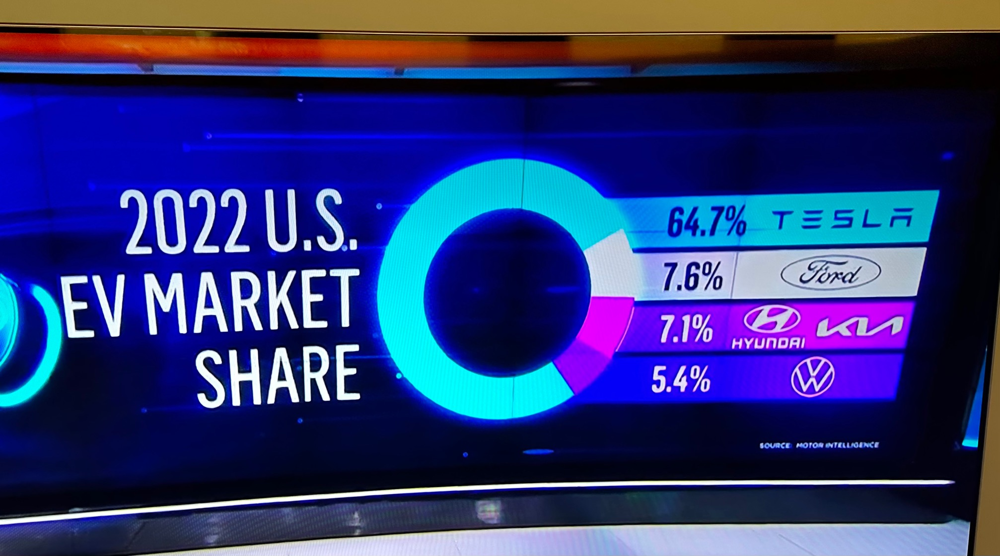 2022 U.S.
EV MARKET
SHARE
64.7% TESLA
7.6% Ford
7.1% HYUNDAI KIA
5.4% VW
SOURCE: MOTOR INTELLIGENCE